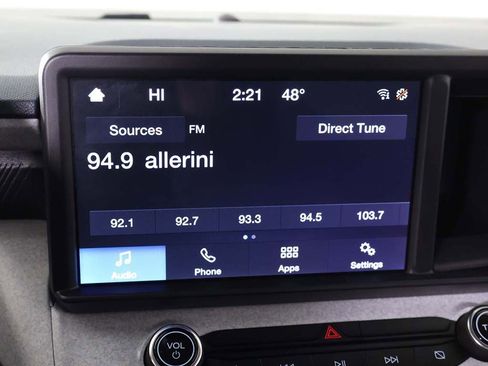 HI 2:21 48°
Sources FM Direct Tune
94.9 allerini
92.1 92.7 93.3 94.5 103.7
Audio Phone Apps Settings
VOL